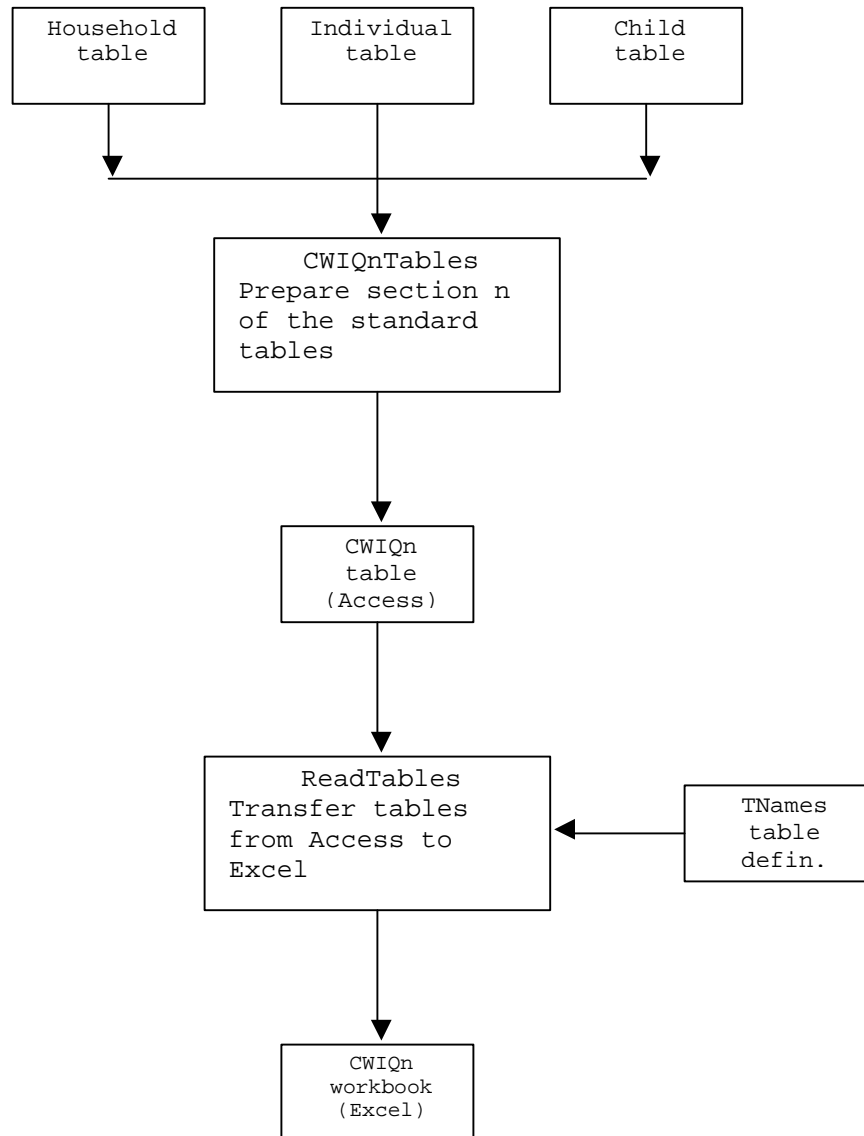 Household
table
Individual
table
Child
table
CWIQnTables
Prepare section n
of the standard
tables
CWIQn
table
(Access)
ReadTables
Transfer tables
from Access to
Excel
TNames
table
defin.
CWIQn
workbook
(Excel)